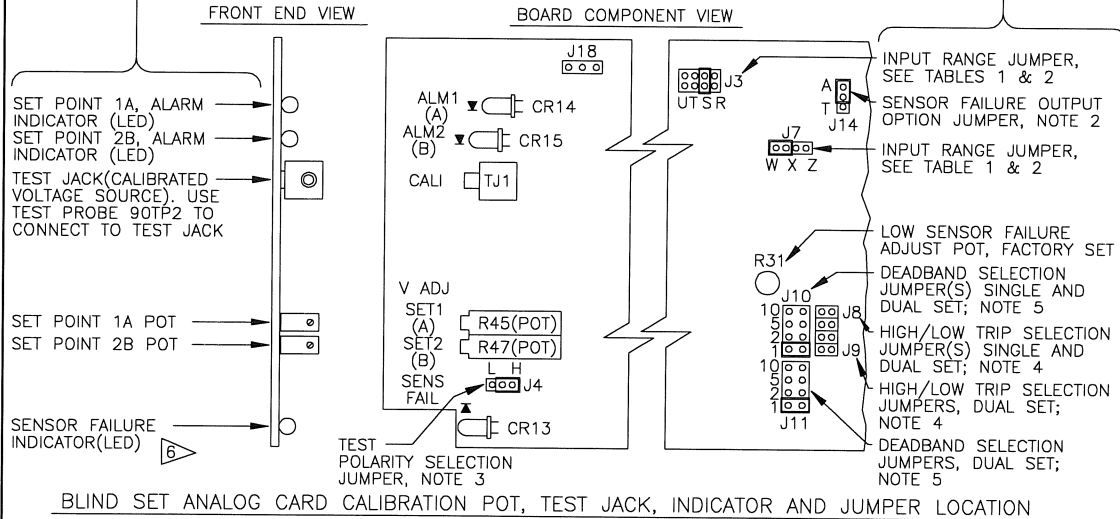 FRONT END VIEW
BOARD COMPONENT VIEW
SET POINT 1A, ALARM
INDICATOR (LED)
SET POINT 2B, ALARM
INDICATOR (LED)
TEST JACK(CALIBRATED
VOLTAGE SOURCE). USE
TEST PROBE 90TP2 TO
CONNECT TO TEST JACK
SET POINT 1A POT
SET POINT 2B POT
SENSOR FAILURE
INDICATOR(LED)
6
J18
ALM1
(A)
CR14
ALM2
(B)
CR15
CALI
TJ1
V ADJ
SET1
(A)
R45(POT)
SET2
(B)
R47(POT)
L H
SENS
FAIL
J4
CR13
TEST
POLARITY SELECTION
JUMPER, NOTE 3
J3
UTSR
A
T
J14
J7
W X Z
R31
J10
10
5
2
1
J8
J9
10
5
2
1
J11
INPUT RANGE JUMPER,
SEE TABLES 1 & 2
SENSOR FAILURE OUTPUT
OPTION JUMPER, NOTE 2
INPUT RANGE JUMPER,
SEE TABLE 1 & 2
LOW SENSOR FAILURE
ADJUST POT, FACTORY SET
DEADBAND SELECTION
JUMPER(S) SINGLE AND
DUAL SET; NOTE 5
HIGH/LOW TRIP SELECTION
JUMPER(S) SINGLE AND
DUAL SET; NOTE 4
HIGH/LOW TRIP SELECTION
JUMPERS, DUAL SET;
NOTE 4
DEADBAND SELECTION
JUMPERS, DUAL SET;
NOTE 5
BLIND SET ANALOG CARD CALIBRATION POT, TEST JACK, INDICATOR AND JUMPER LOCATION